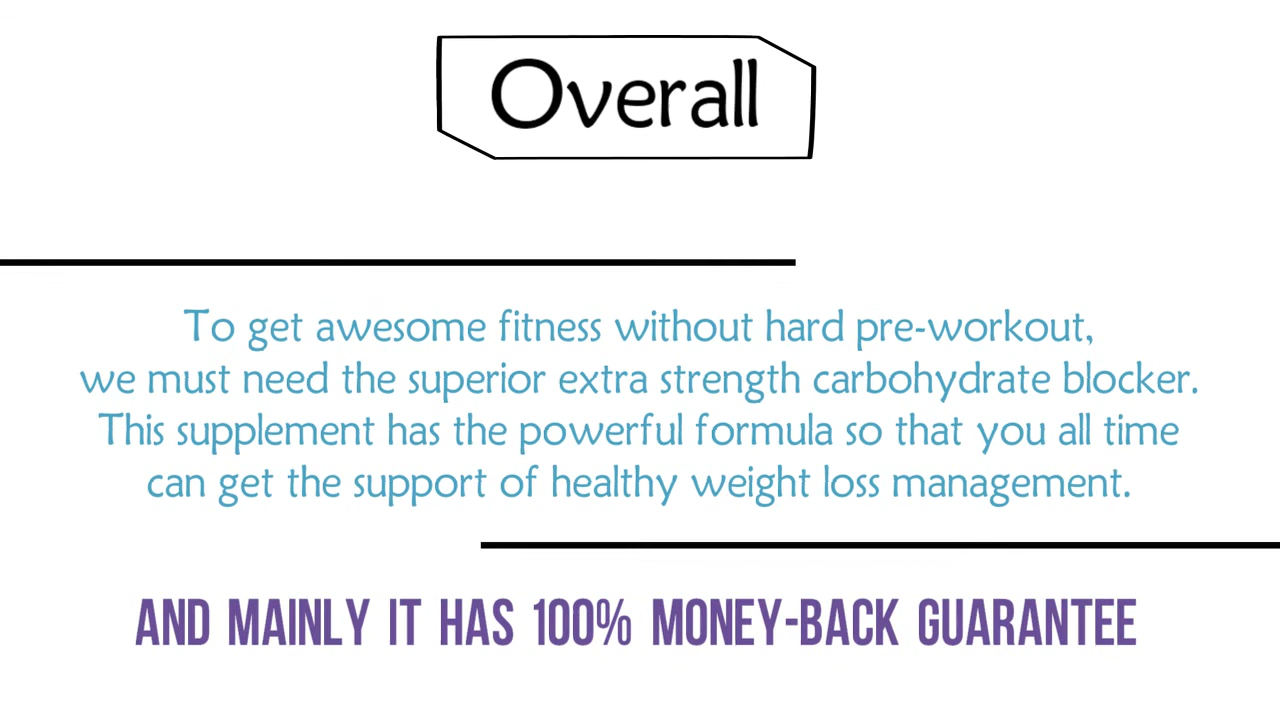 Overall
To get awesome fitness without hard pre-workout,
we must need the superior extra strength carbohydrate blocker.
This supplement has the powerful formula so that you all time
can get the support of healthy weight loss management.
AND MAINLY IT HAS 100% MONEY-BACK GUARANTEE